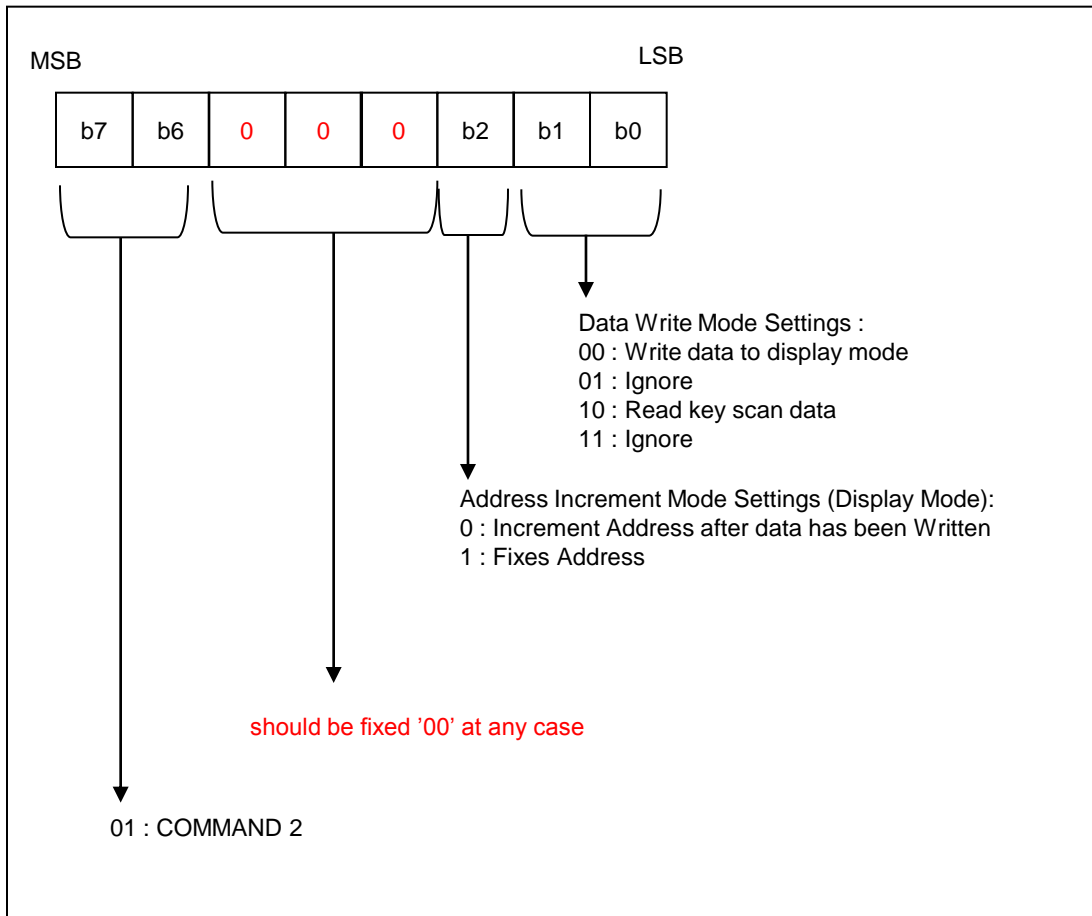 MSB
LSB
b7 b6 0 0 0 b2 b1 b0
Data Write Mode Settings :
00 : Write data to display mode
01 : Ignore
10 : Read key scan data
11 : Ignore
Address Increment Mode Settings (Display Mode):
0 : Increment Address after data has been Written
1 : Fixes Address
should be fixed ’00’ at any case
01 : COMMAND 2